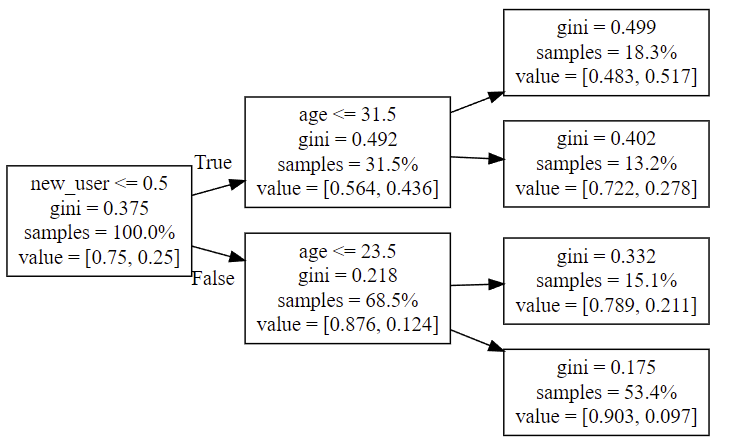 new_user <= 0.5
gini = 0.375
samples = 100.0%
value = [0.75, 0.25]
True
False
age <= 31.5
gini = 0.492
samples = 31.5%
value = [0.564, 0.436]
age <= 23.5
gini = 0.218
samples = 68.5%
value = [0.876, 0.124]
gini = 0.499
samples = 18.3%
value = [0.483, 0.517]
gini = 0.402
samples = 13.2%
value = [0.722, 0.278]
gini = 0.332
samples = 15.1%
value = [0.789, 0.211]
gini = 0.175
samples = 53.4%
value = [0.903, 0.097]